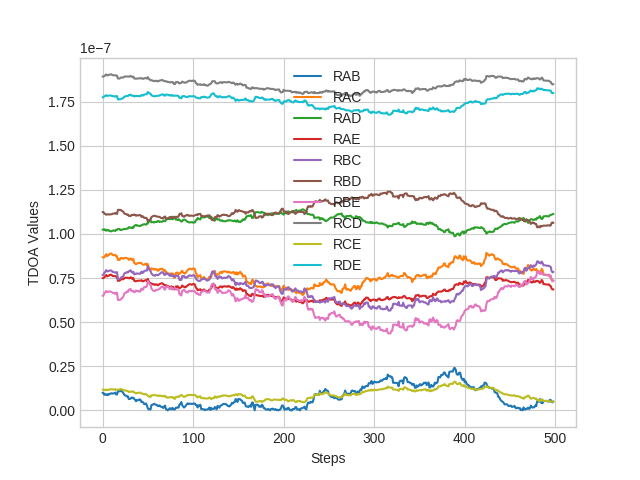 1e−7
TDOA Values
1.75
1.50
1.25
1.00
0.75
0.50
0.25
0.00
RAB
RAC
RAD
RAE
RBC
RBD
RBE
RCD
RCE
RDE
0 100 200 300 400 500
Steps